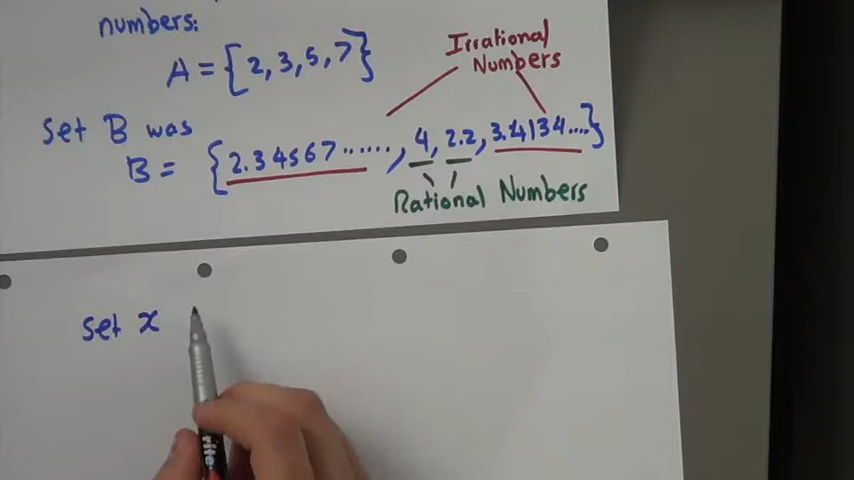 numbers:
A = {2,3,5,7}
Irrational
Numbers
Set B was
B = {2.34567......, 4, 2.2, 3.4134....}
Rational Numbers
set x